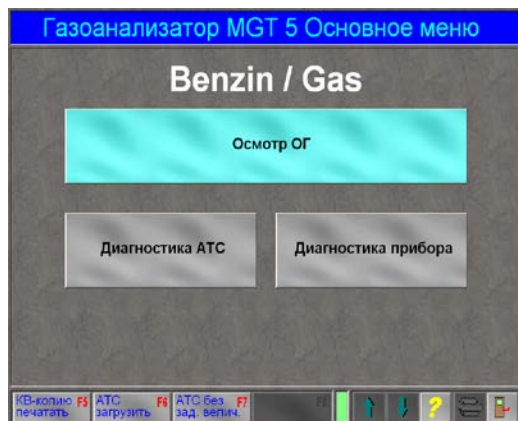 Газоанализатор MGT 5 Основное меню
Benzin / Gas
Осмотр ОГ
Диагностика АТС
Диагностика прибора
КВ-копию F5
печатать
АТС F6
загрузить
АТС без F7
зад. велич.
F8
?